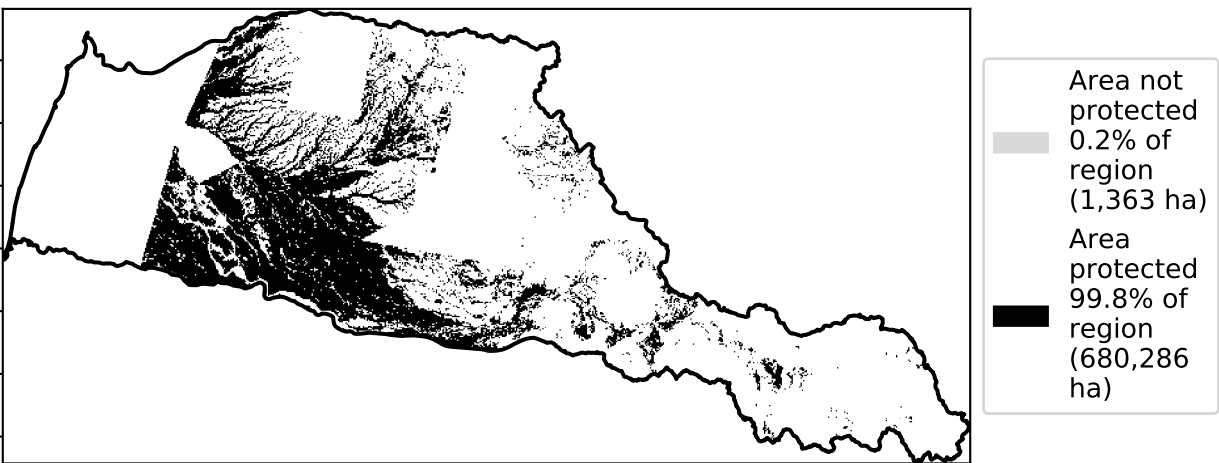 Area not
protected
0.2% of
region
(1,363 ha)
Area
protected
99.8% of
region
(680,286
ha)